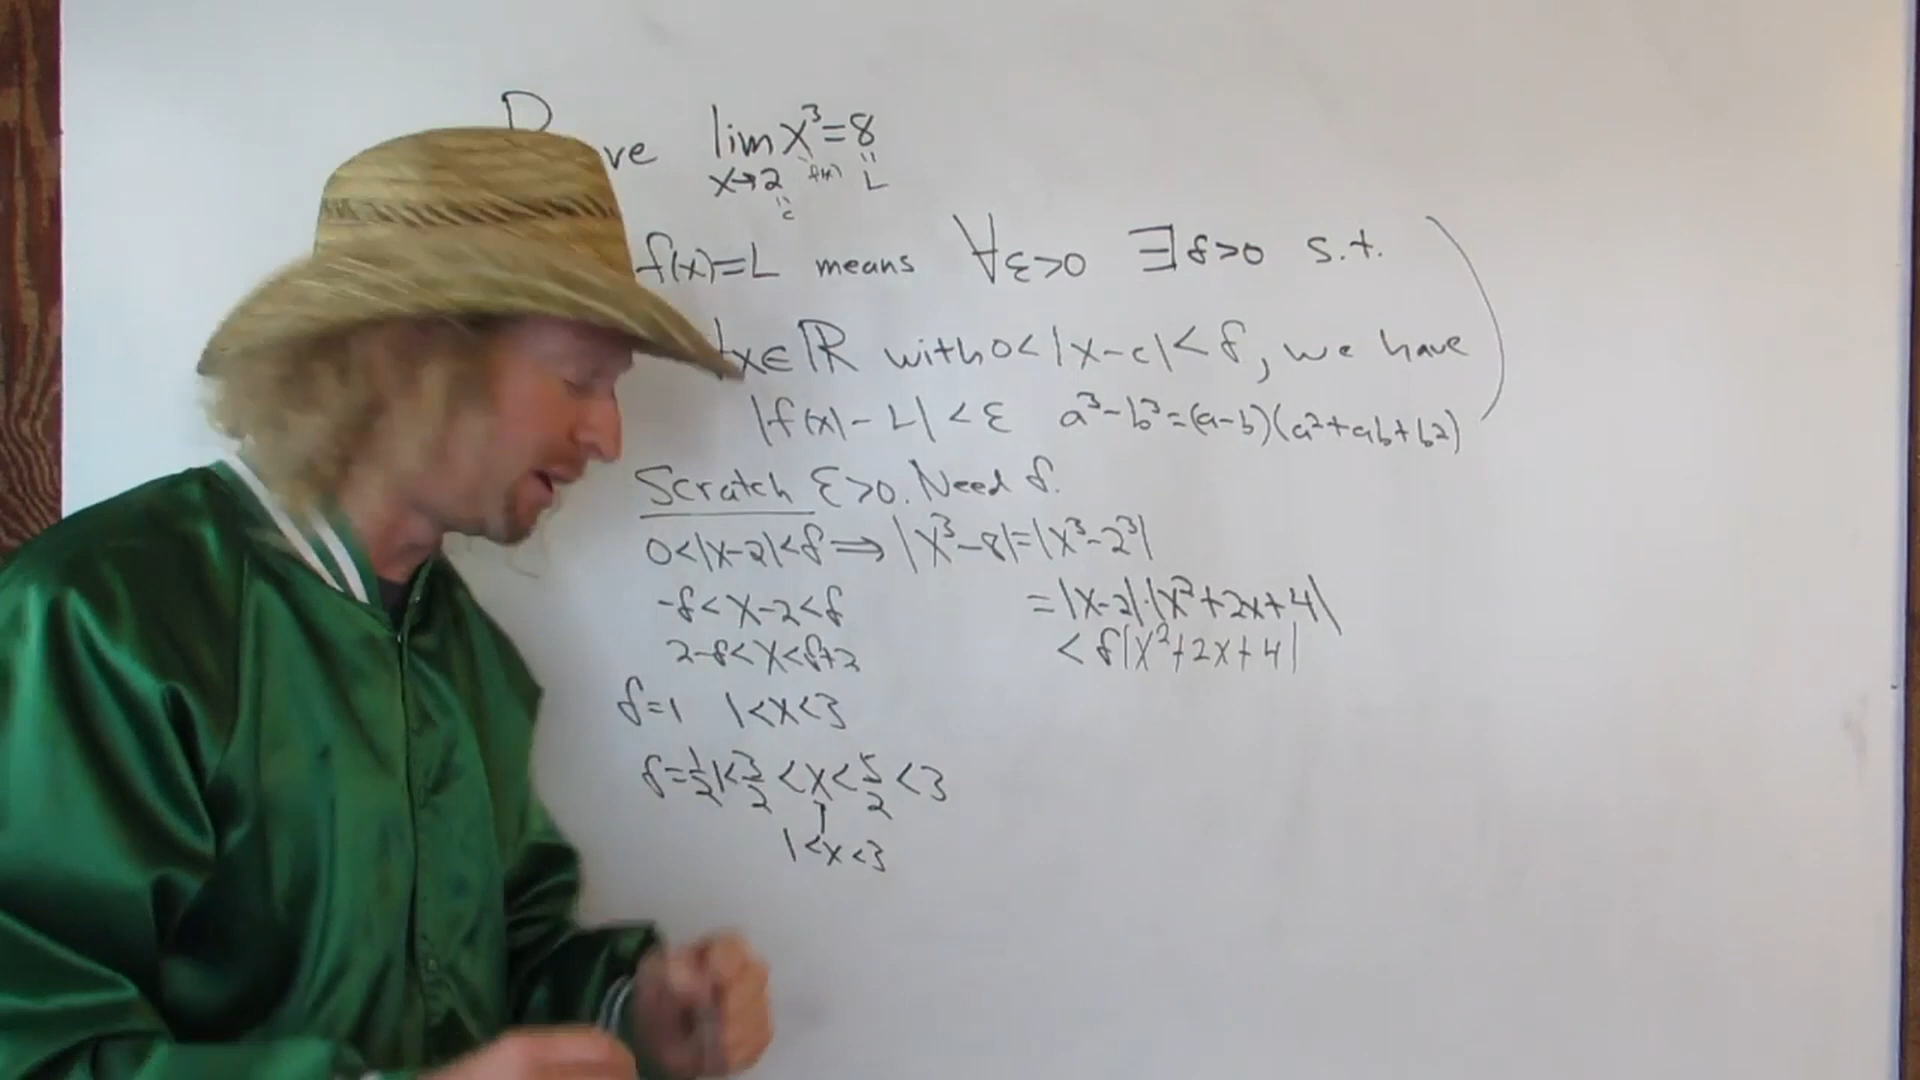 lim x³=8
x→2 f(x) L
c
f(x)=L means ∀ε>0 ∃δ>0 s.t.
x∈ℝ with 0<|x-c|<δ, we have
|f(x)-L|<ε a³-b³=(a-b)(a²+ab+b²)
Scratch ε>0. Need δ.
0<|x-2|<δ ⟹ |x³-8|=|x³-2³|
-δ<x-2<δ =|x-2|·|x²+2x+4|
2-δ<x<δ+2 <δ|x²+2x+4|
δ=1 1<x<3
δ=1/2 1<3/2<x<5/2<3
1<x<3